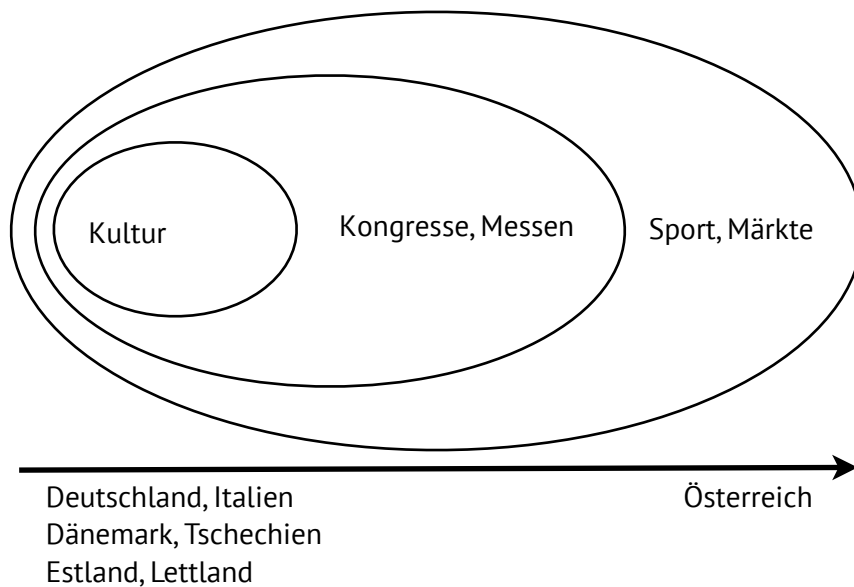 Kultur
Kongresse, Messen
Sport, Märkte
Deutschland, Italien
Österreich
Dänemark, Tschechien
Estland, Lettland